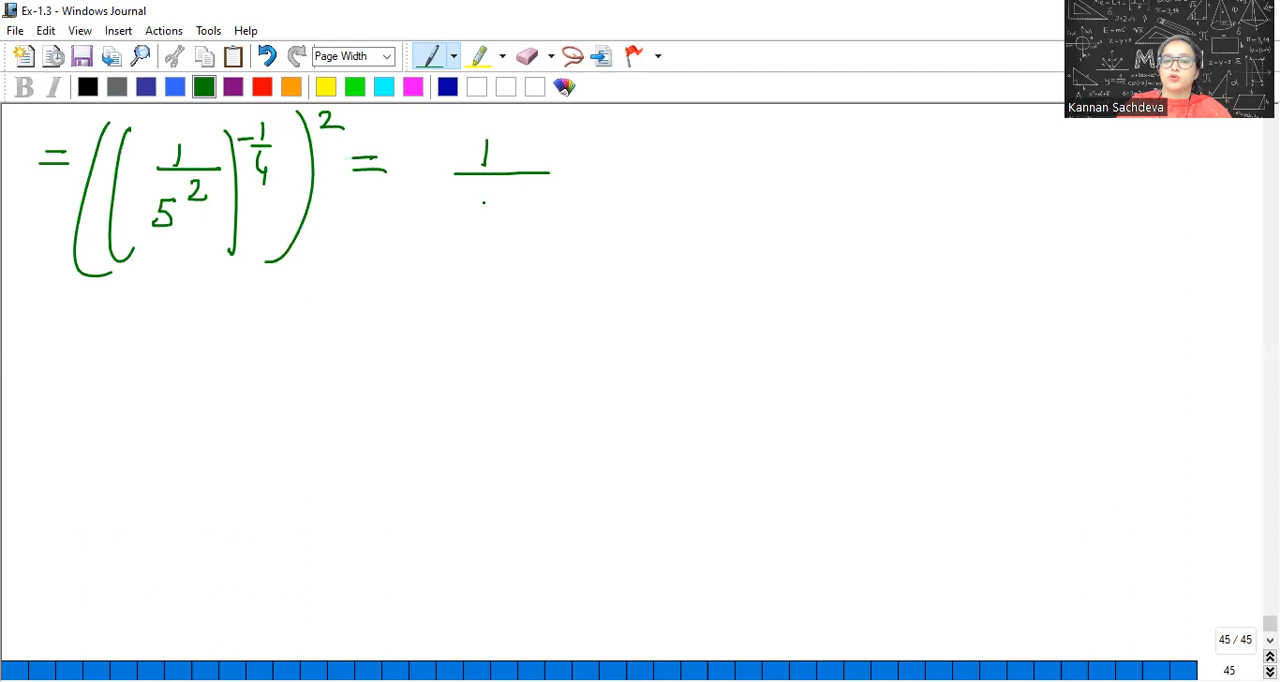 Ex-1.3 - Windows Journal
File Edit View Insert Actions Tools Help
Page Width
B I
= ((1/5^2)^{-1/4})^2 = 1/
Kannan Sachdeva
45 / 45
45